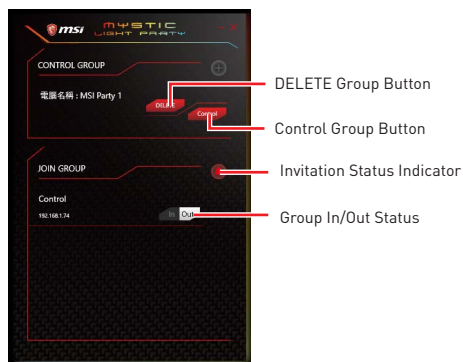 msi MYSTIC LIGHT PARTY
CONTROL GROUP
電腦名稱 : MSI Party 1
DELETE
Control
JOIN GROUP
Control
192.168.1.74
In Out
DELETE Group Button
Control Group Button
Invitation Status Indicator
Group In/Out Status